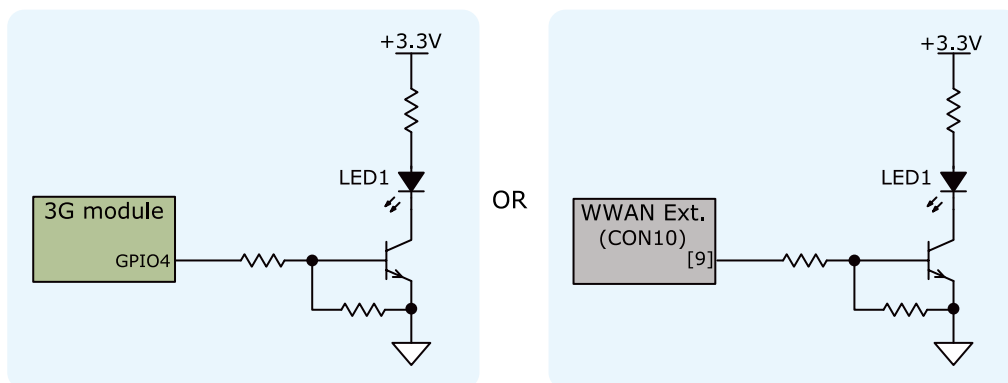 +3.3V
LED1
3G module
GPIO4
OR
+3.3V
LED1
WWAN Ext.
(CON10)
[9]